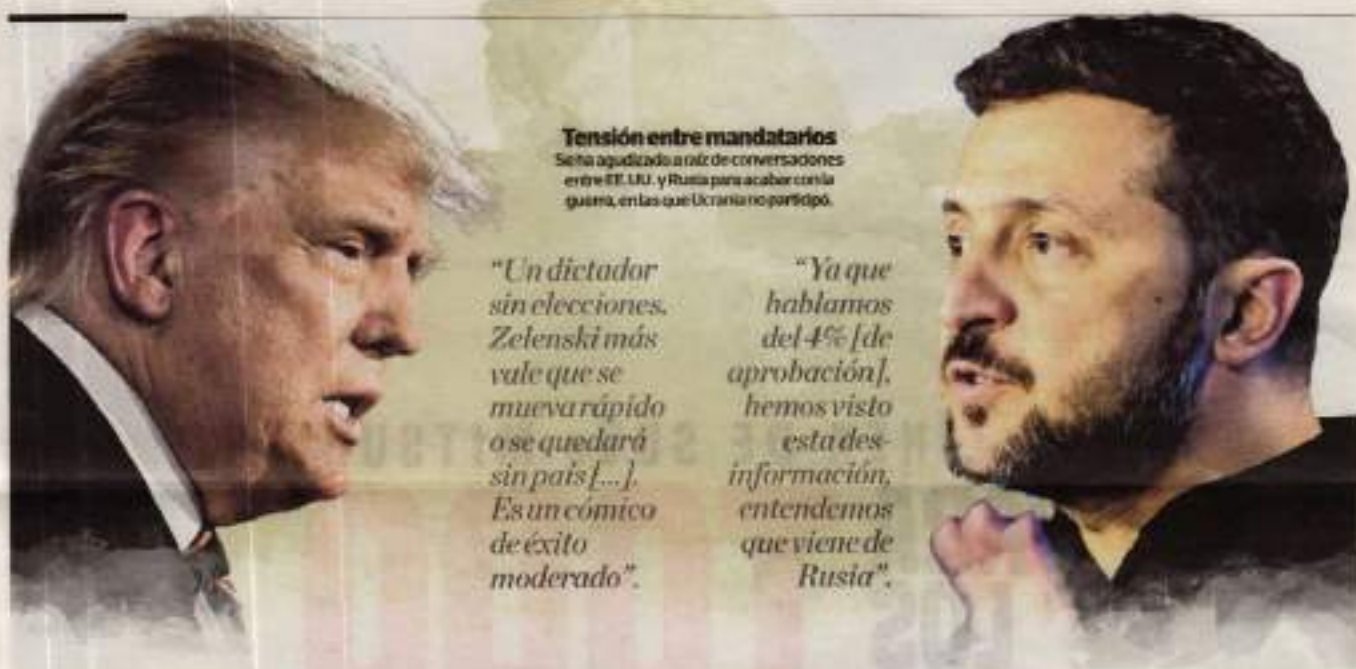 Tensión entre mandatarios
Se ha agudizado a raíz de conversaciones
entre EE.UU. y Rusia para acabar con la
guerra, en las que Ucrania no participó.
"Un dictador
sin elecciones,
Zelenski más
vale que se
mueva rápido
o se quedará
sin país [...].
Es un cómico
de éxito
moderado".
"Ya que
hablamos
del 4% [de
aprobación],
hemos visto
esta des-
información,
entendemos
que viene de
Rusia".